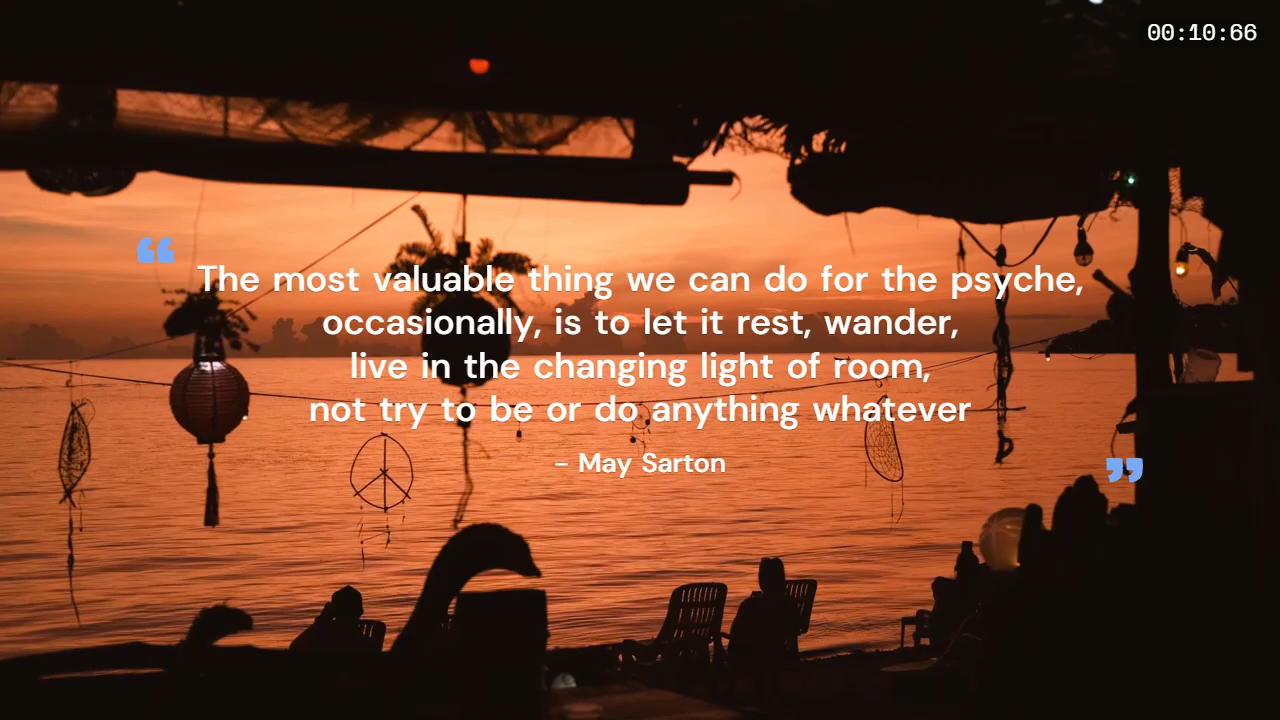 00:10:66
“
The most valuable thing we can do for the psyche,
occasionally, is to let it rest, wander,
live in the changing light of room,
not try to be or do anything whatever
– May Sarton
”